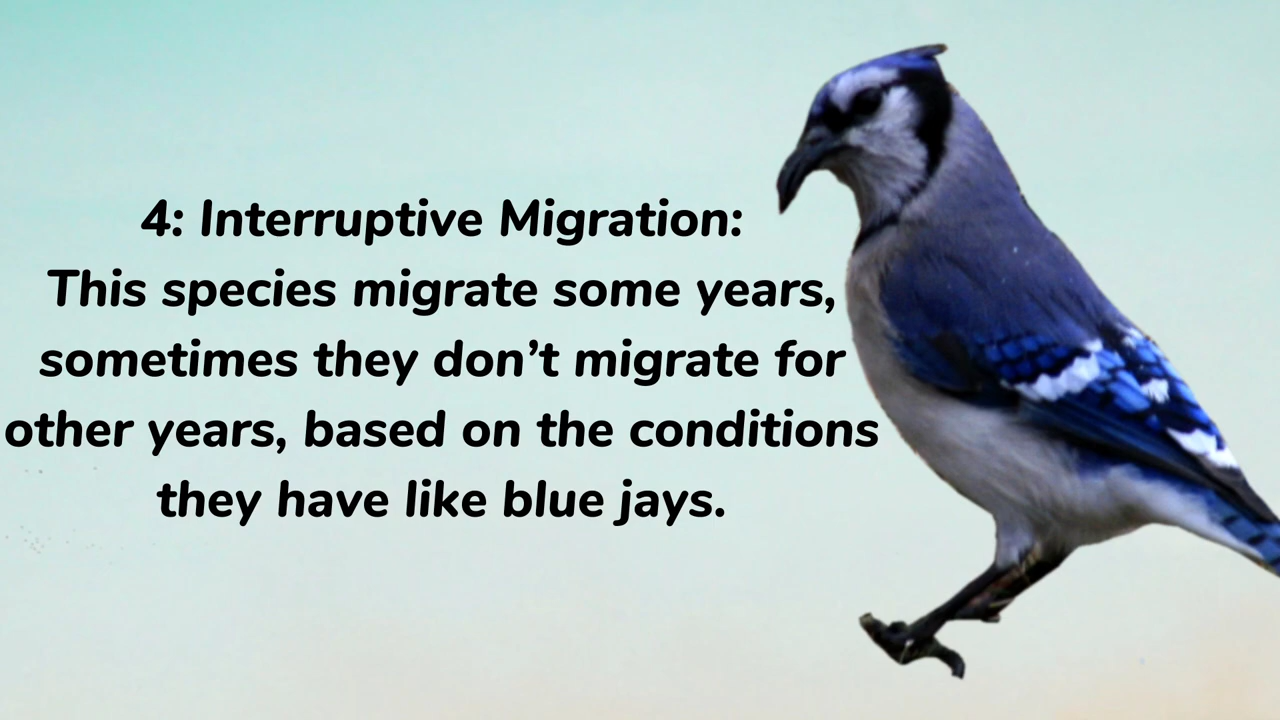 4: Interruptive Migration:
This species migrate some years,
sometimes they don’t migrate for
other years, based on the conditions
they have like blue jays.